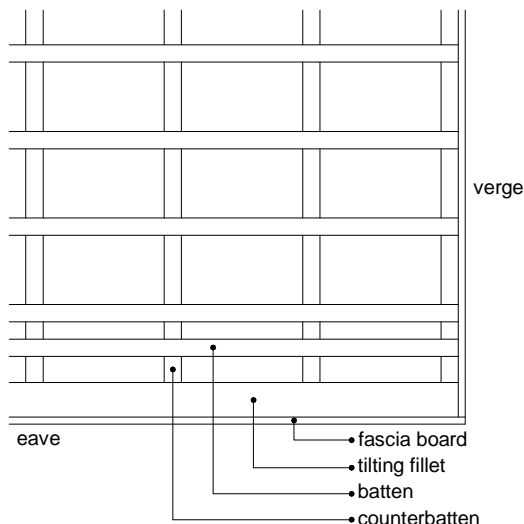 verge
eave
fascia board
tilting fillet
batten
counterbatten